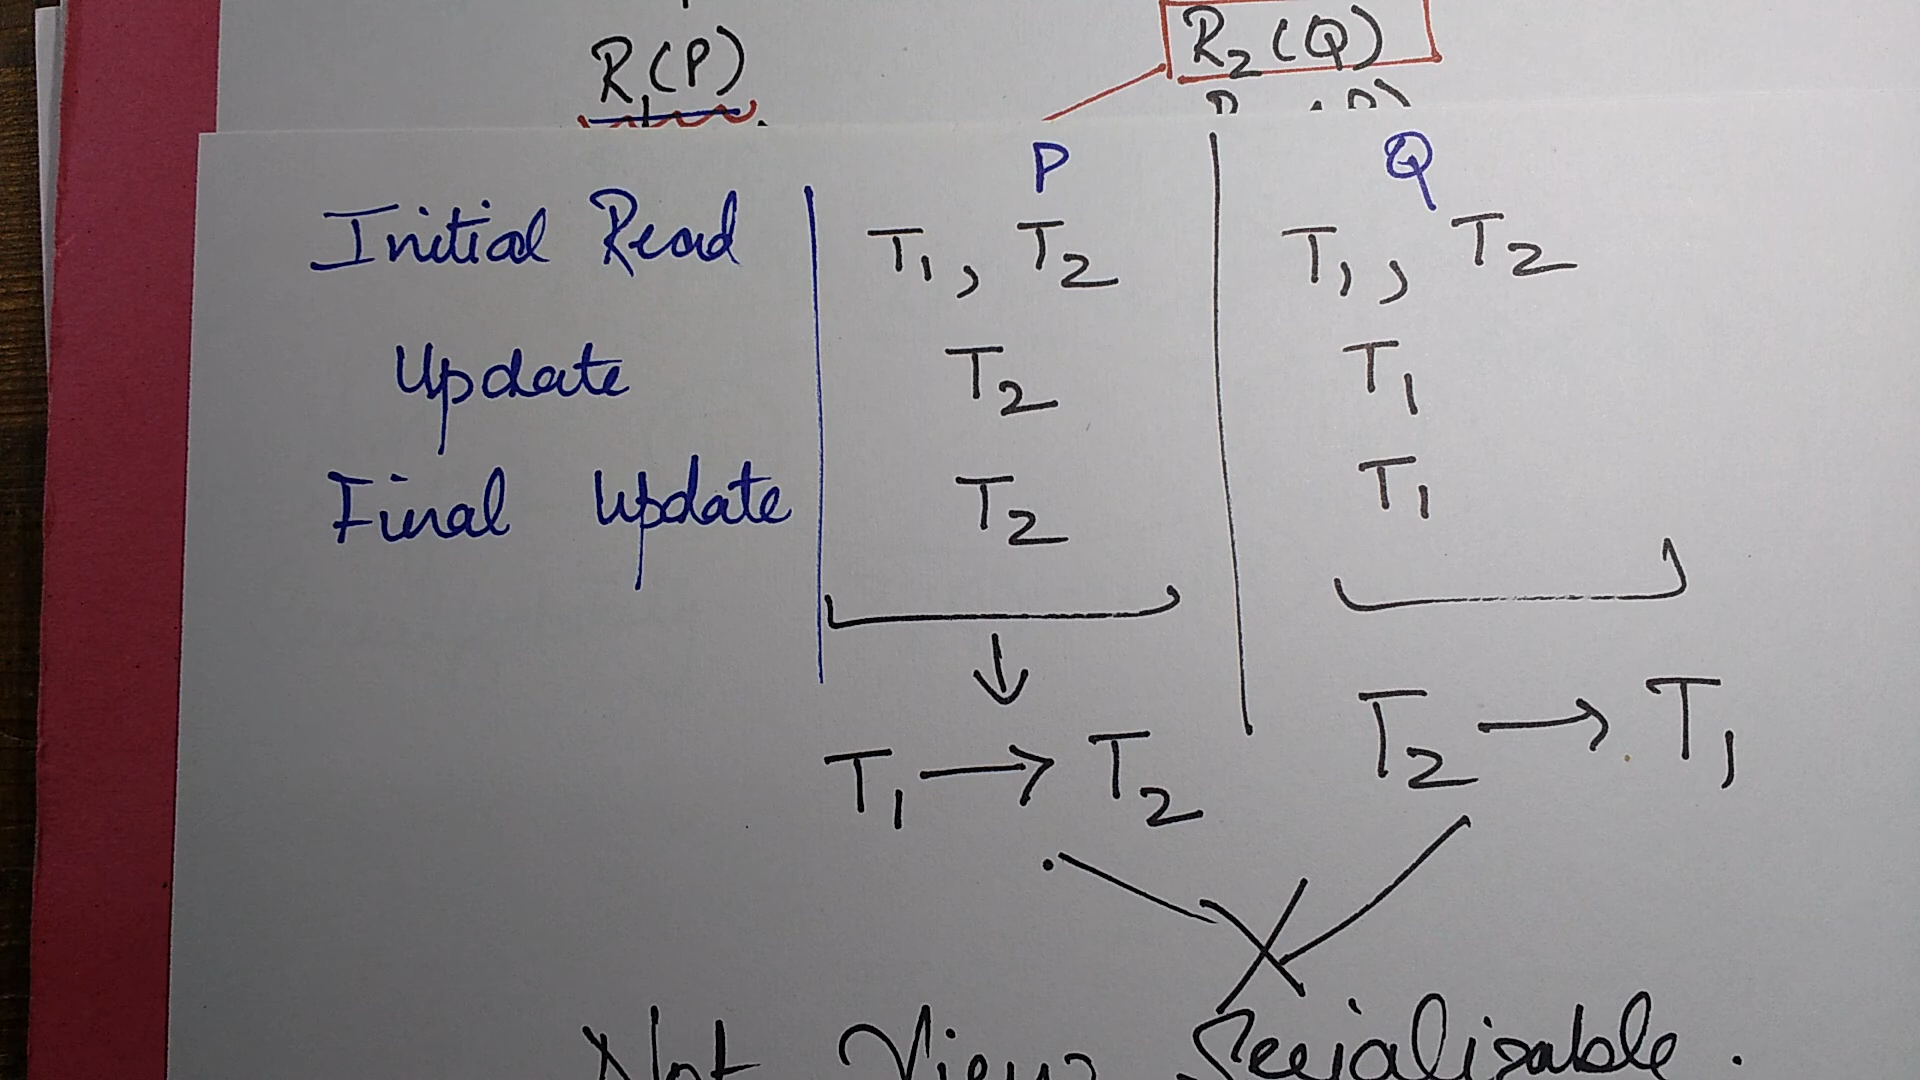 R1(P) R2(Q)
P Q
Initial Read T1, T2 T1, T2
Update T2 T1
Final Update T2 T1
T1 → T2 T2 → T1
Not View Serializable.